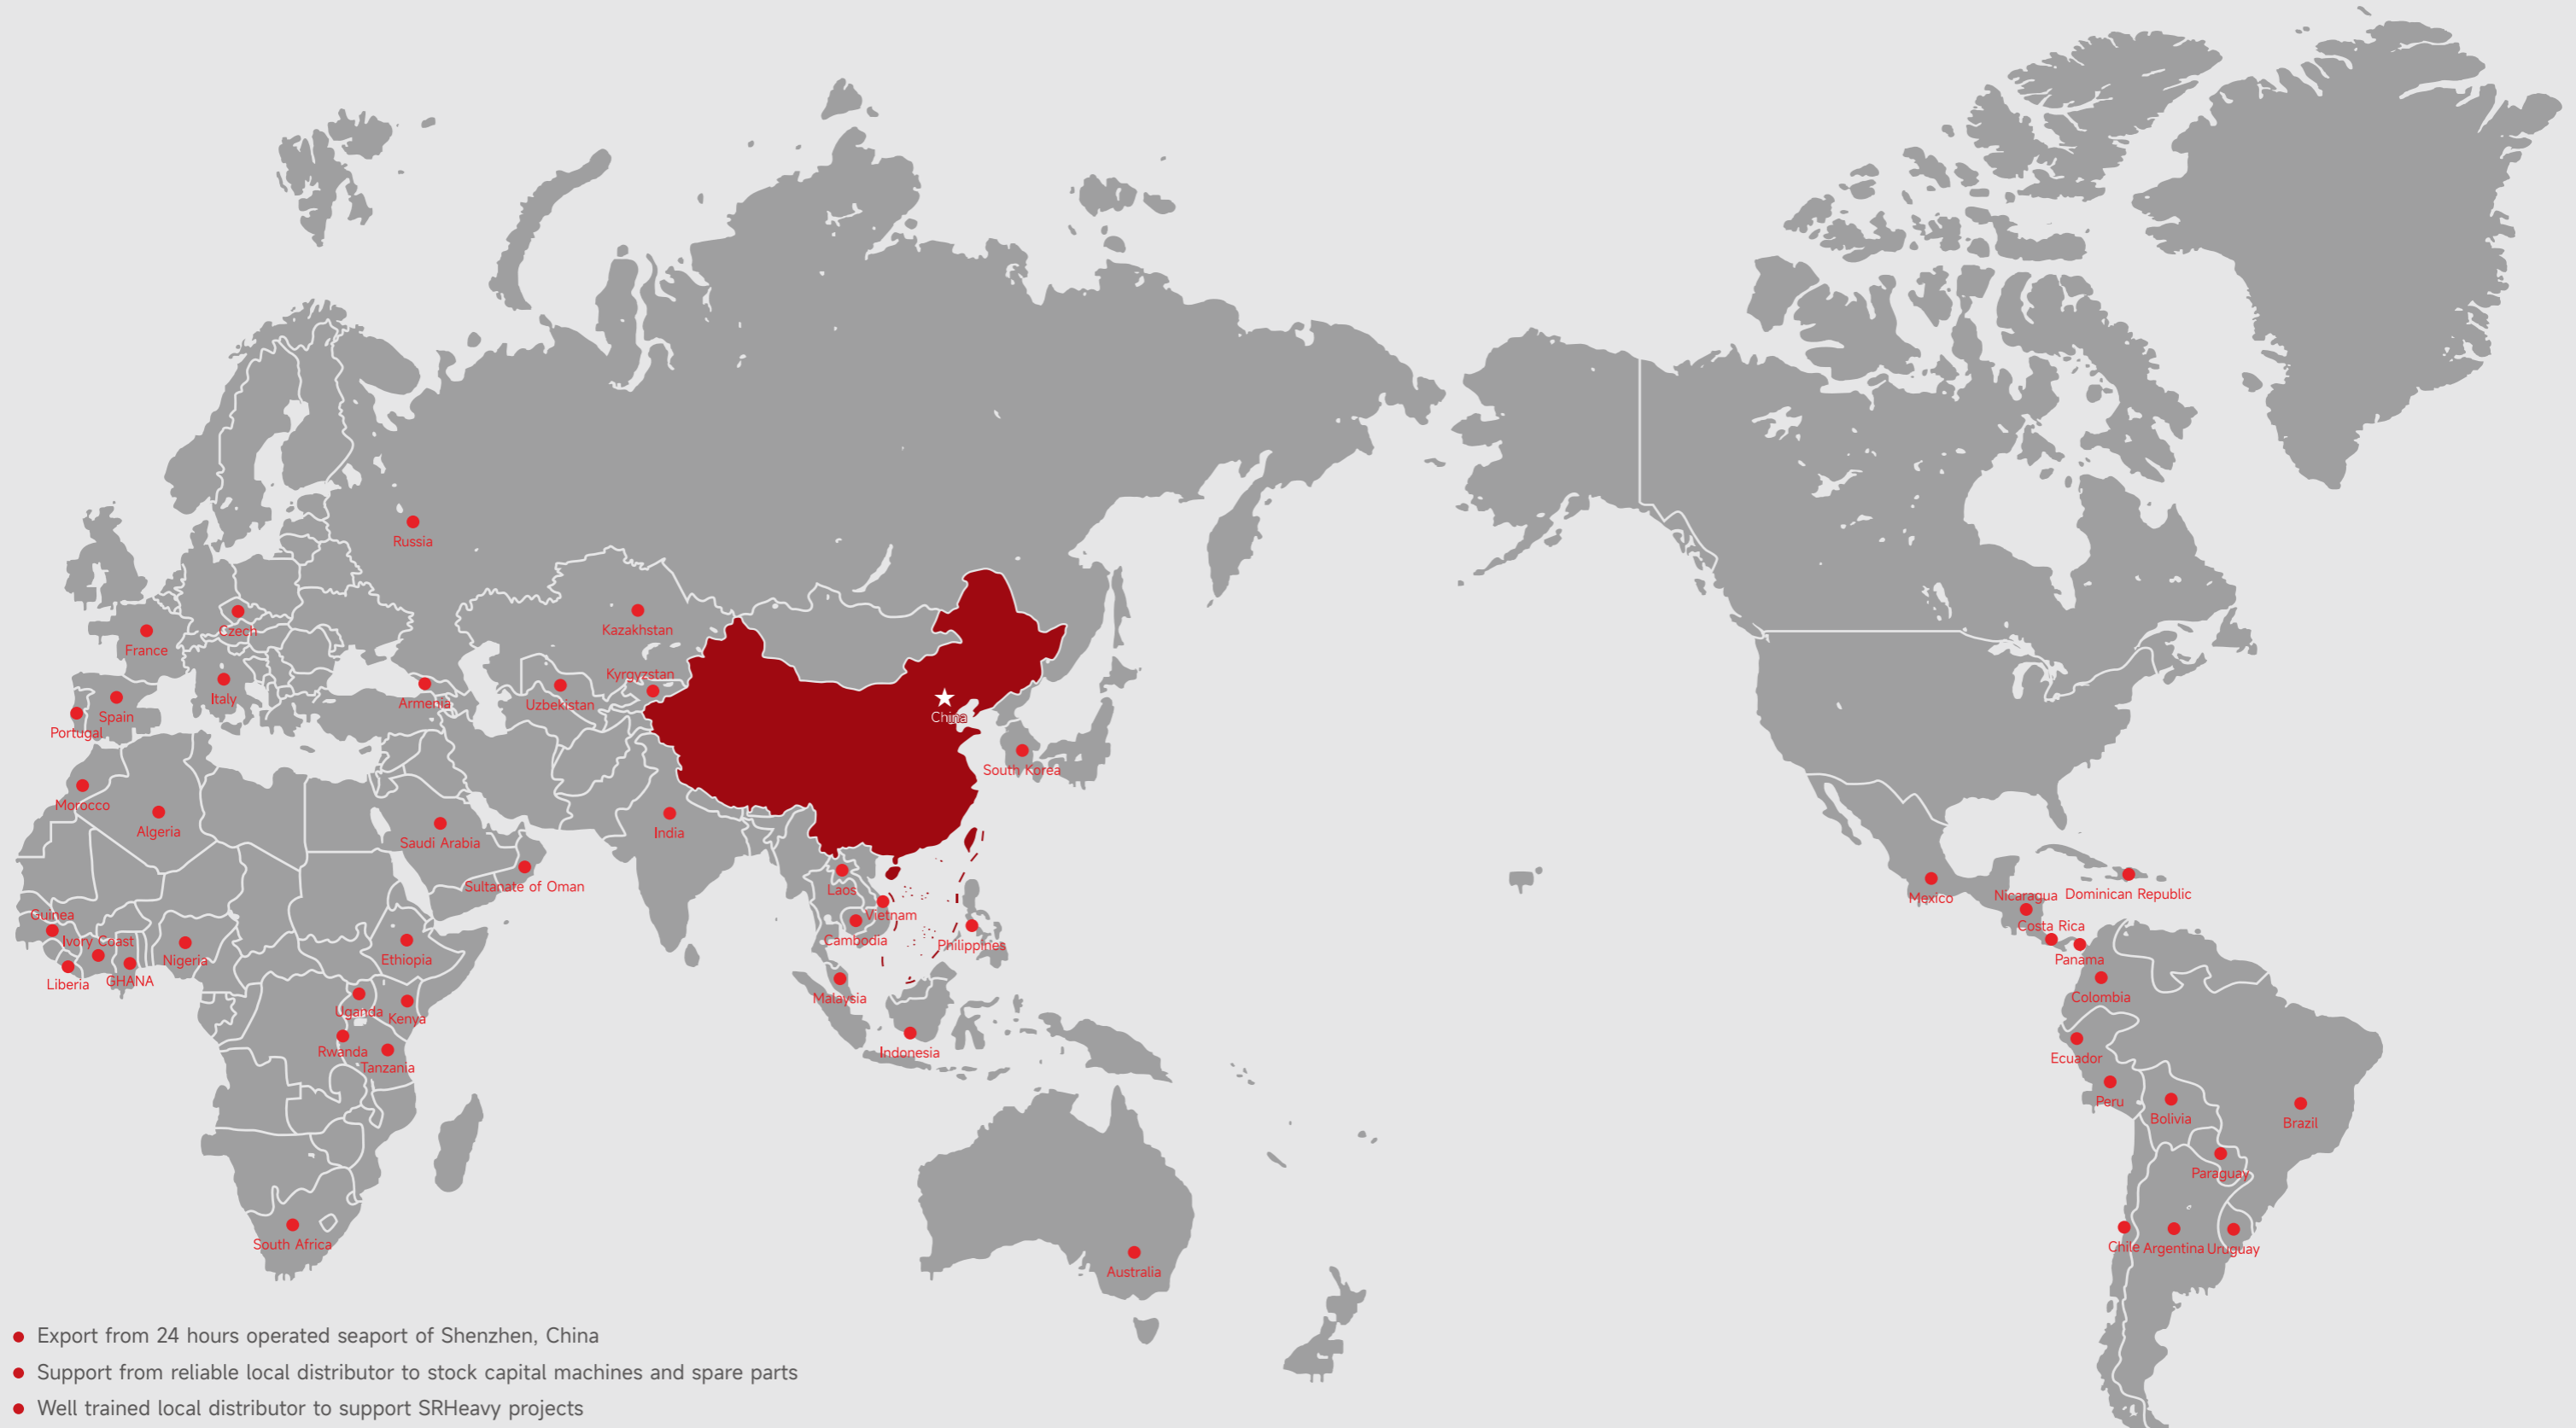 Russia
Czech
Kazakhstan
France
Kyrgyzstan
Italy
Armenia
Uzbekistan
Spain
China
Portugal
South Korea
Morocco
Algeria
India
Saudi Arabia
Sultanate of Oman
Laos
Dominican Republic
Nicaragua
Mexico
Guinea
Vietnam
Costa Rica
Ivory Coast
Cambodia
Philippines
Nigeria
Ethiopia
Panama
GHANA
Liberia
Malaysia
Colombia
Uganda
Kenya
Rwanda
Indonesia
Ecuador
Tanzania
Peru
Bolivia
Brazil
Paraguay
South Africa
Chile
Argentina
Uruguay
Australia
Export from 24 hours operated seaport of Shenzhen, China
Support from reliable local distributor to stock capital machines and spare parts
Well trained local distributor to support SRHeavy projects